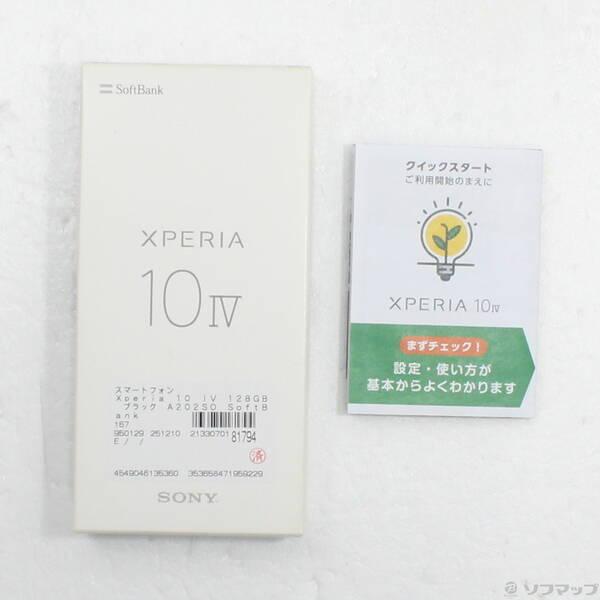 SoftBank
XPERIA
10 IV
スマートフォン
Xperia 10 IV 128GB
ブラック A202SO SoftB
ank
167
950129 251210 21330701 81794
E/ /
済
4549046135360 353658471959229
SONY
クイックスタート
ご利用開始のまえに
XPERIA 10 IV
まずチェック！
設定・使い方が
基本からよくわかります
ソフマップ